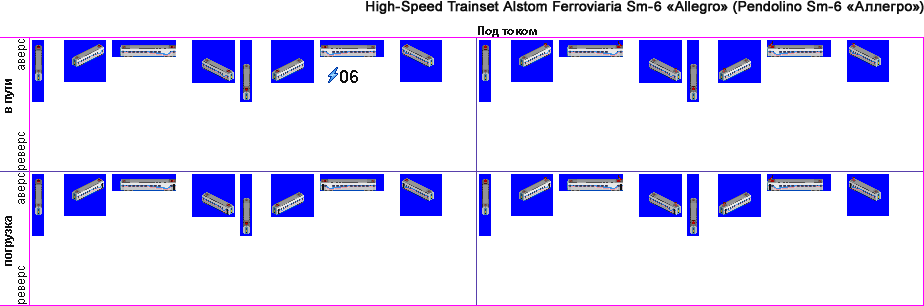 High-Speed Trainset Alstom Ferroviaria Sm-6 «Allegro» (Pendolino Sm-6 «Аллегро»)
Под током
аверс
в пути
06
реверс
аверс
погрузка
реверс